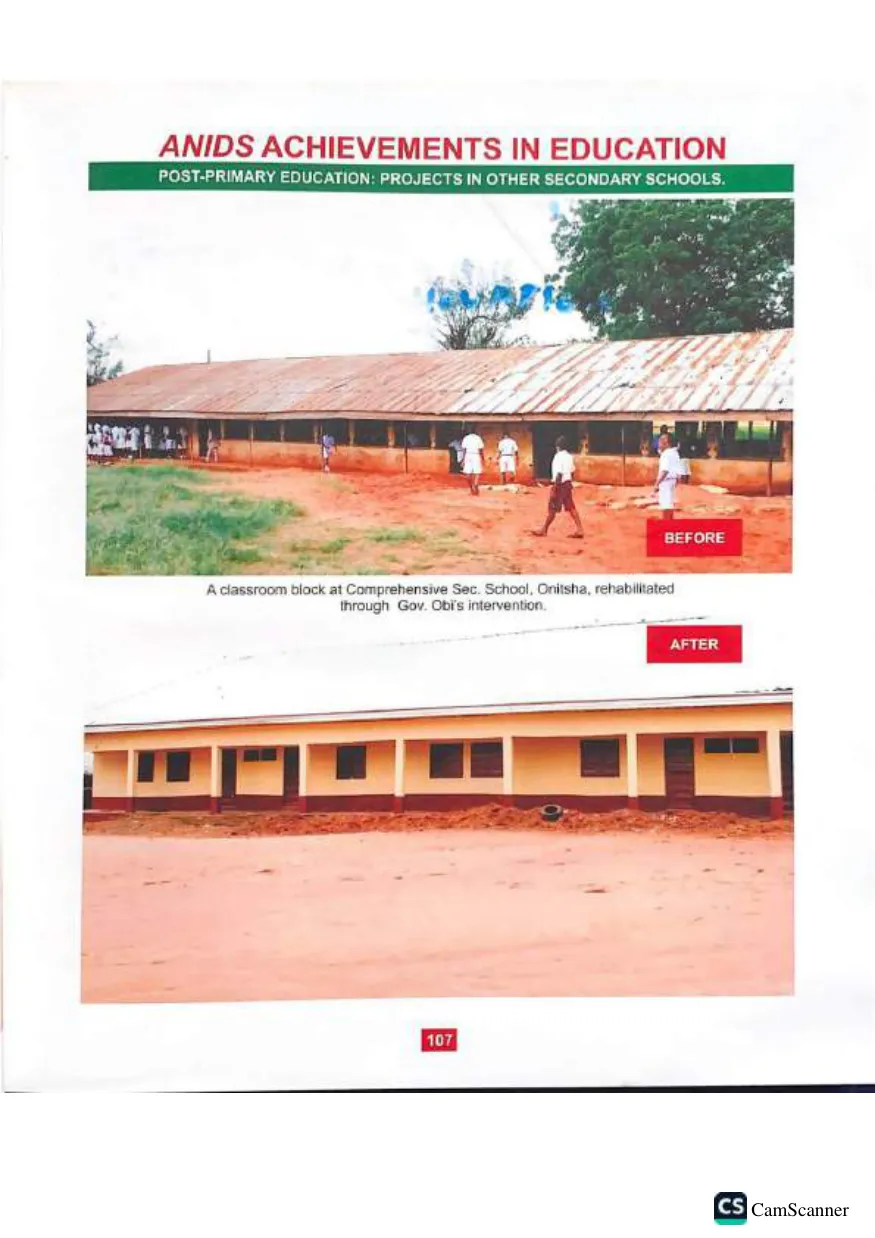 ANIDS ACHIEVEMENTS IN EDUCATION
POST-PRIMARY EDUCATION: PROJECTS IN OTHER SECONDARY SCHOOLS.
BEFORE
A classroom block at Comprehensive Sec. School, Onitsha, rehabilitated
through Gov. Obi's intervention.
AFTER
107
CS CamScanner